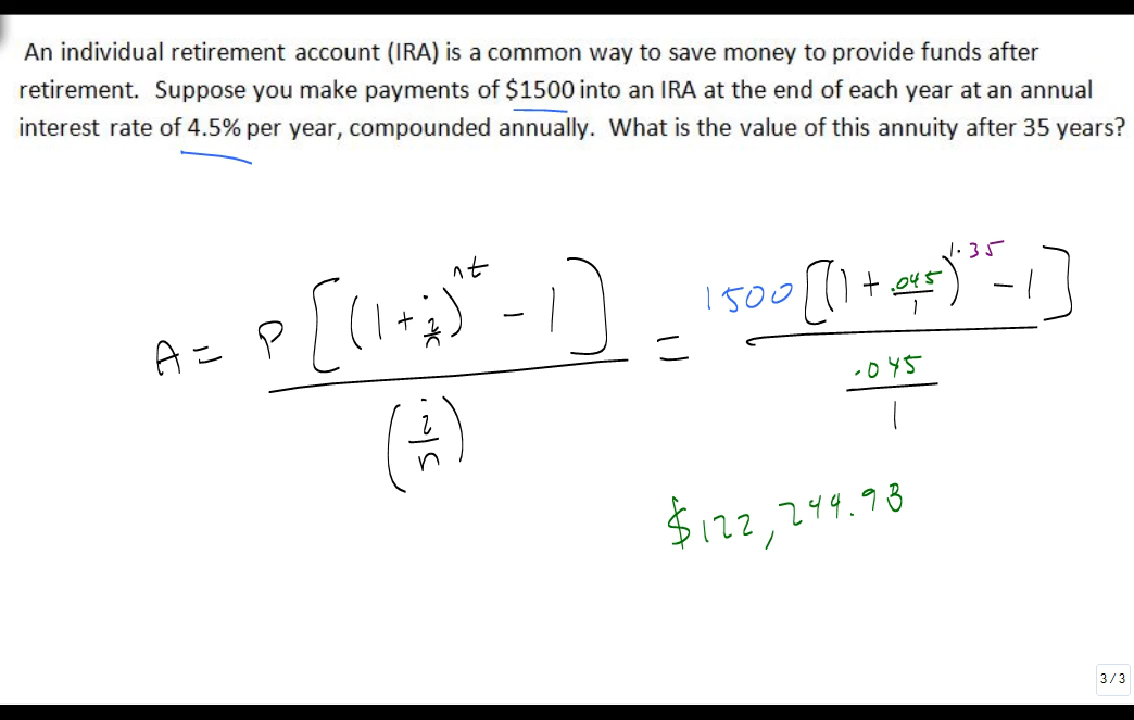 An individual retirement account (IRA) is a common way to save money to provide funds after
retirement. Suppose you make payments of $1500 into an IRA at the end of each year at an annual
interest rate of 4.5% per year, compounded annually. What is the value of this annuity after 35 years?
A = P[(1 + i/n)^nt - 1] / (i/n) = 1500[(1 + .045/1)^1·35 - 1] / (.045/1)
$122,244.93
3/3